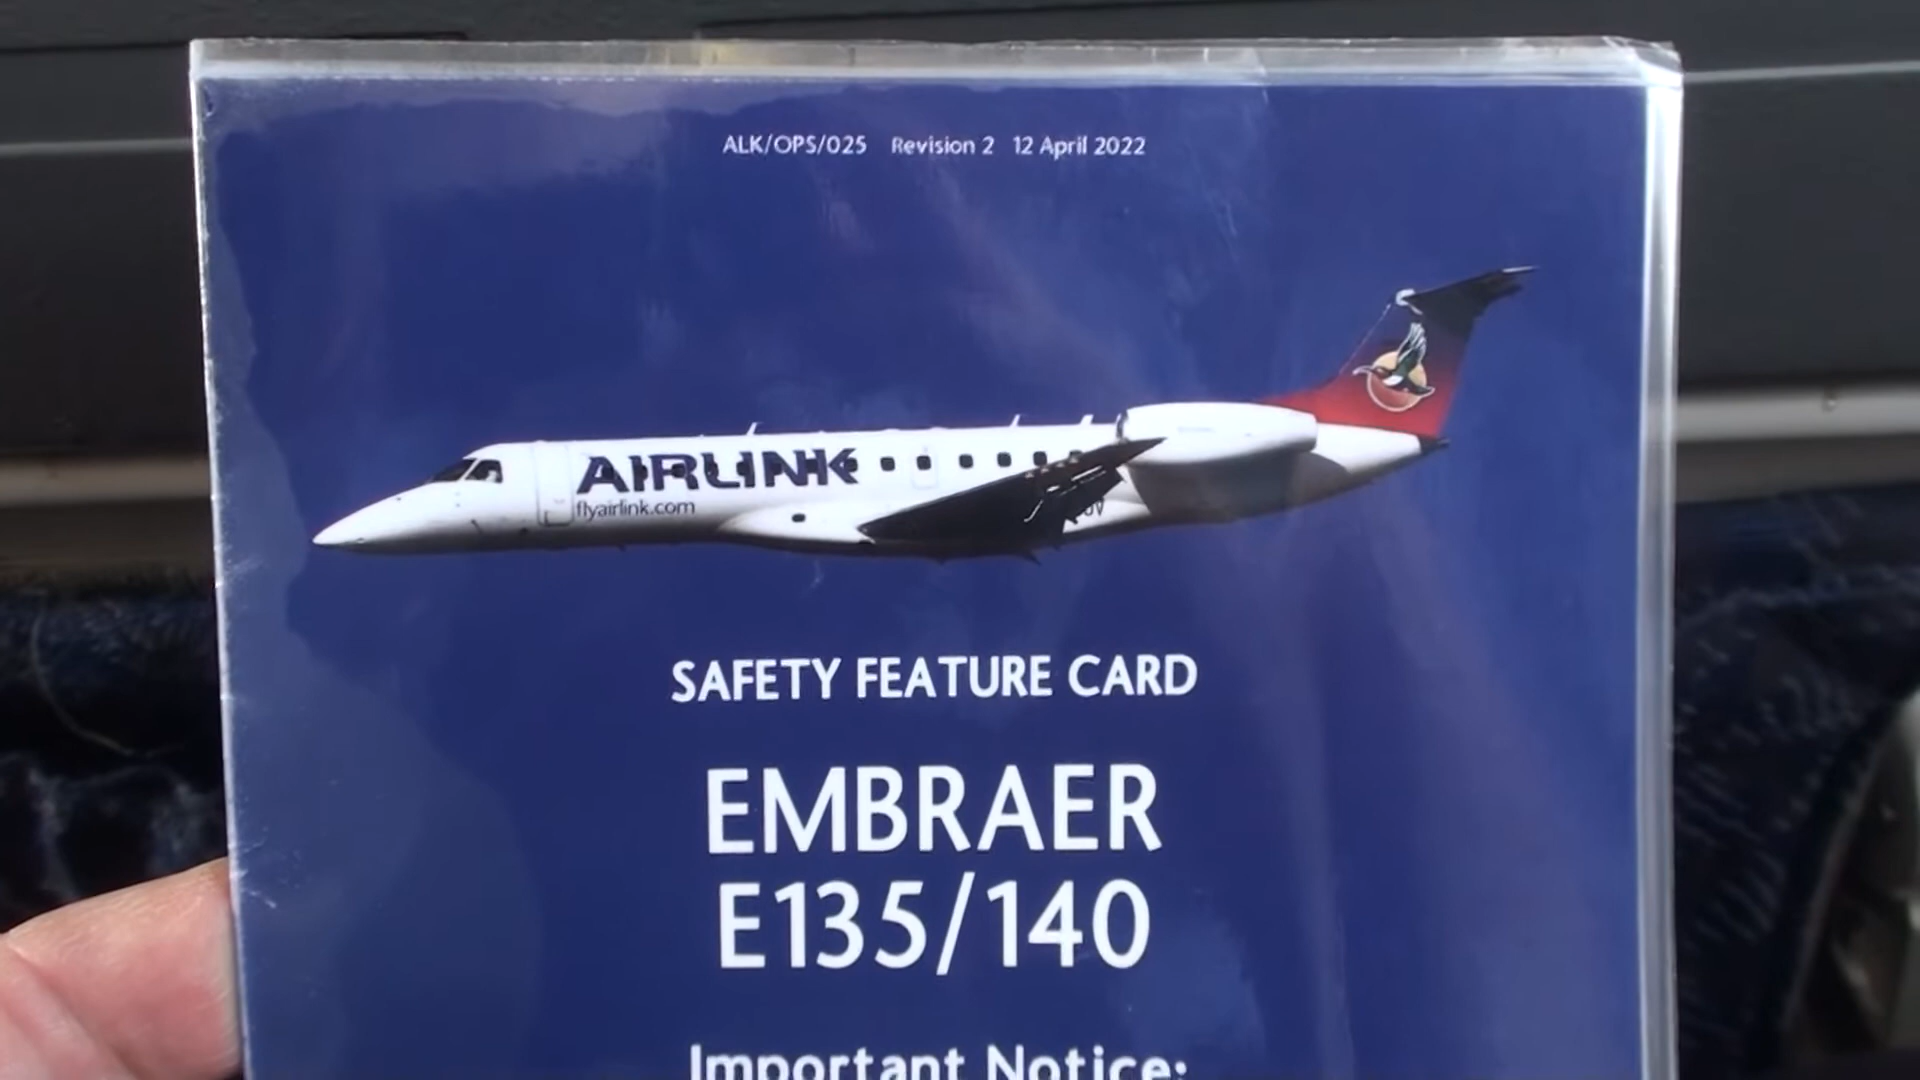 ALK/OPS/025 Revision 2 12 April 2022
AIRLINK
flyairlink.com
SAFETY FEATURE CARD
EMBRAER
E135/140
Important Notice: